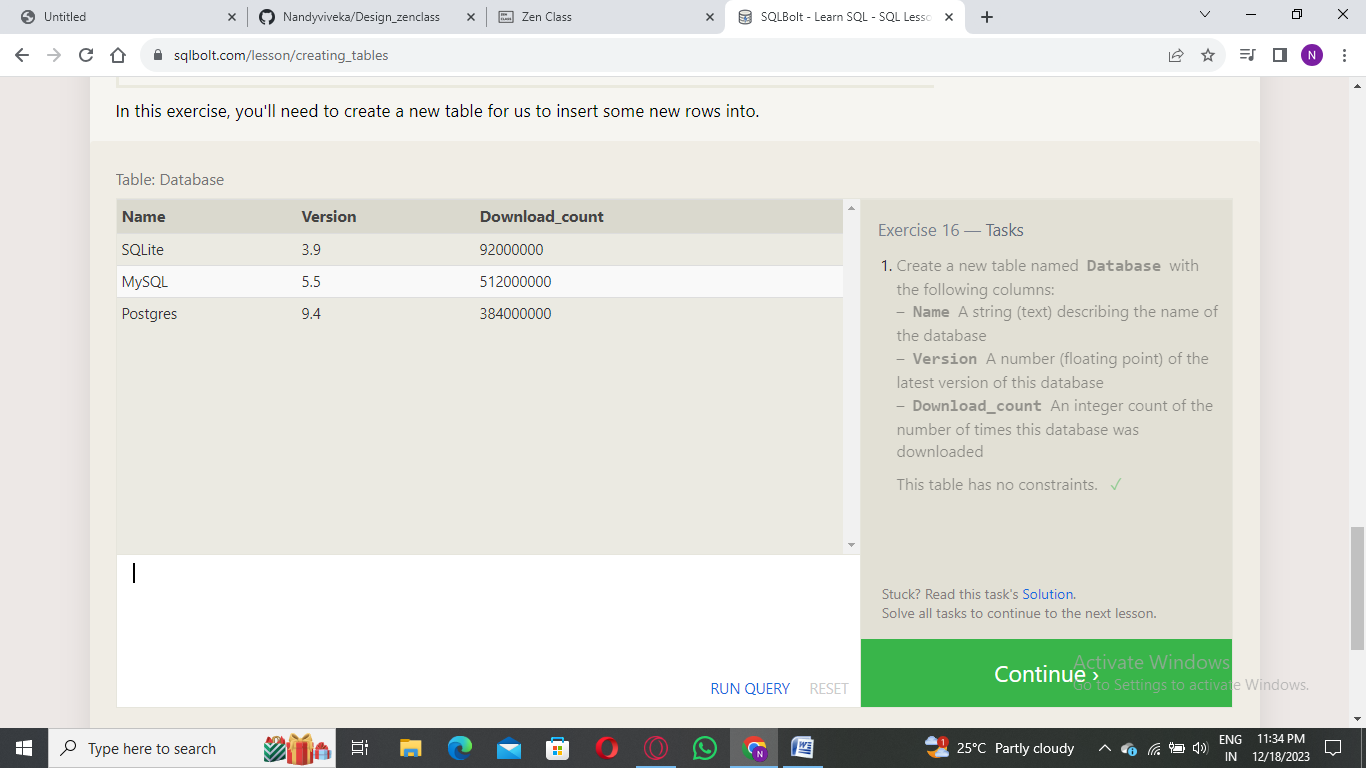 Untitled
Nandyviveka/Design_zenclass
Zen Class
SQLBolt - Learn SQL - SQL Lesso
sqlbolt.com/lesson/creating_tables
N
In this exercise, you'll need to create a new table for us to insert some new rows into.
Table: Database
Name Version Download_count
SQLite 3.9 92000000
MySQL 5.5 512000000
Postgres 9.4 384000000
Exercise 16 — Tasks
1. Create a new table named Database with
the following columns:
– Name A string (text) describing the name of
the database
– Version A number (floating point) of the
latest version of this database
– Download_count An integer count of the
number of times this database was
downloaded
This table has no constraints. ✓
Stuck? Read this task's Solution.
Solve all tasks to continue to the next lesson.
RUN QUERY RESET
Continue ›
Activate Windows
Go to Settings to activate Windows.
Type here to search
N
1
25°C Partly cloudy
ENG
IN
11:34 PM
12/18/2023